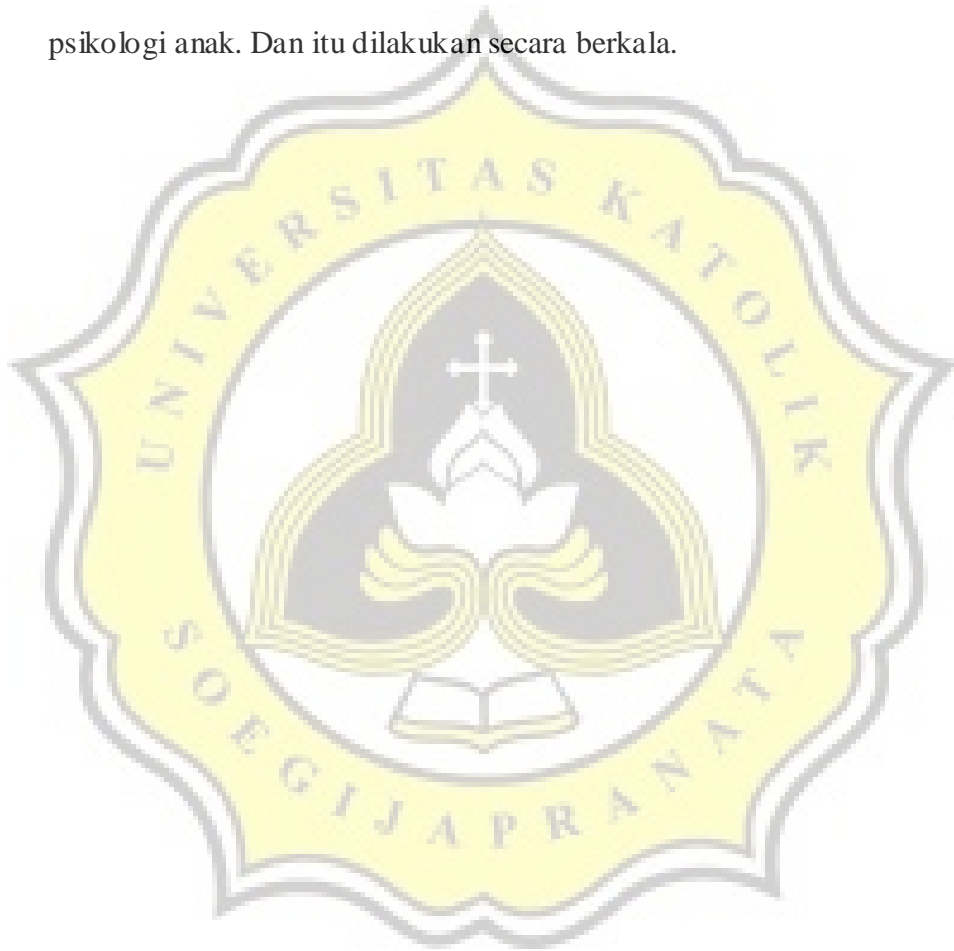 psikologi anak. Dan itu dilakukan secara berkala.
UNIVERSITAS KATOLIK
SOEGIJAPRANATA